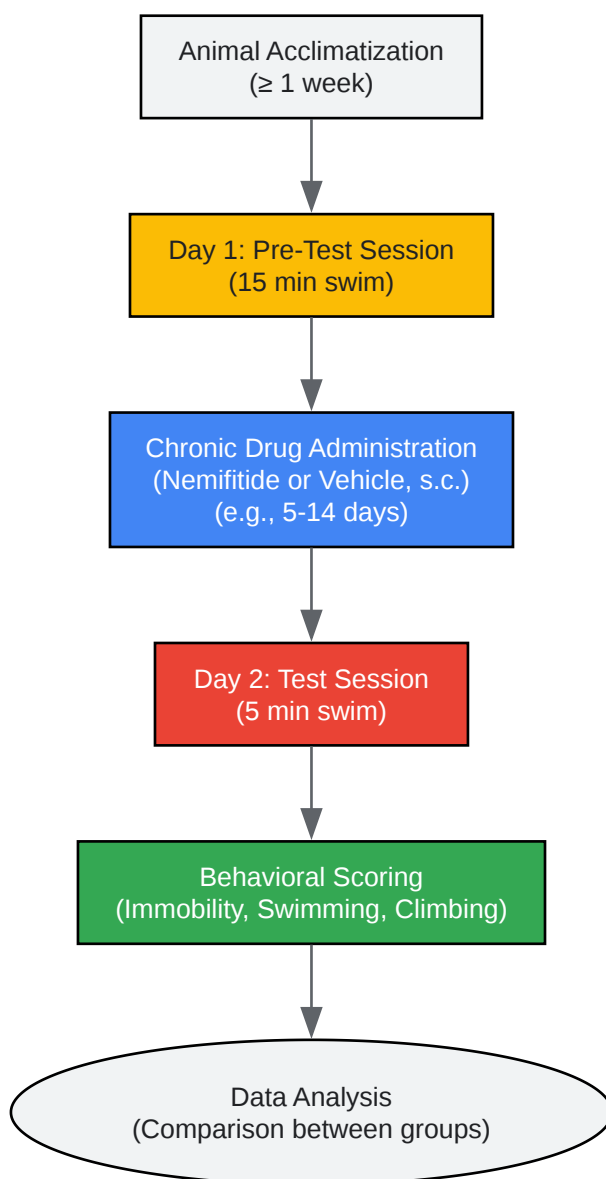 Animal Acclimatization
(≥ 1 week)
Day 1: Pre-Test Session
(15 min swim)
Chronic Drug Administration
(Nemifitide or Vehicle, s.c.)
(e.g., 5-14 days)
Day 2: Test Session
(5 min swim)
Behavioral Scoring
(Immobility, Swimming, Climbing)
Data Analysis
(Comparison between groups)